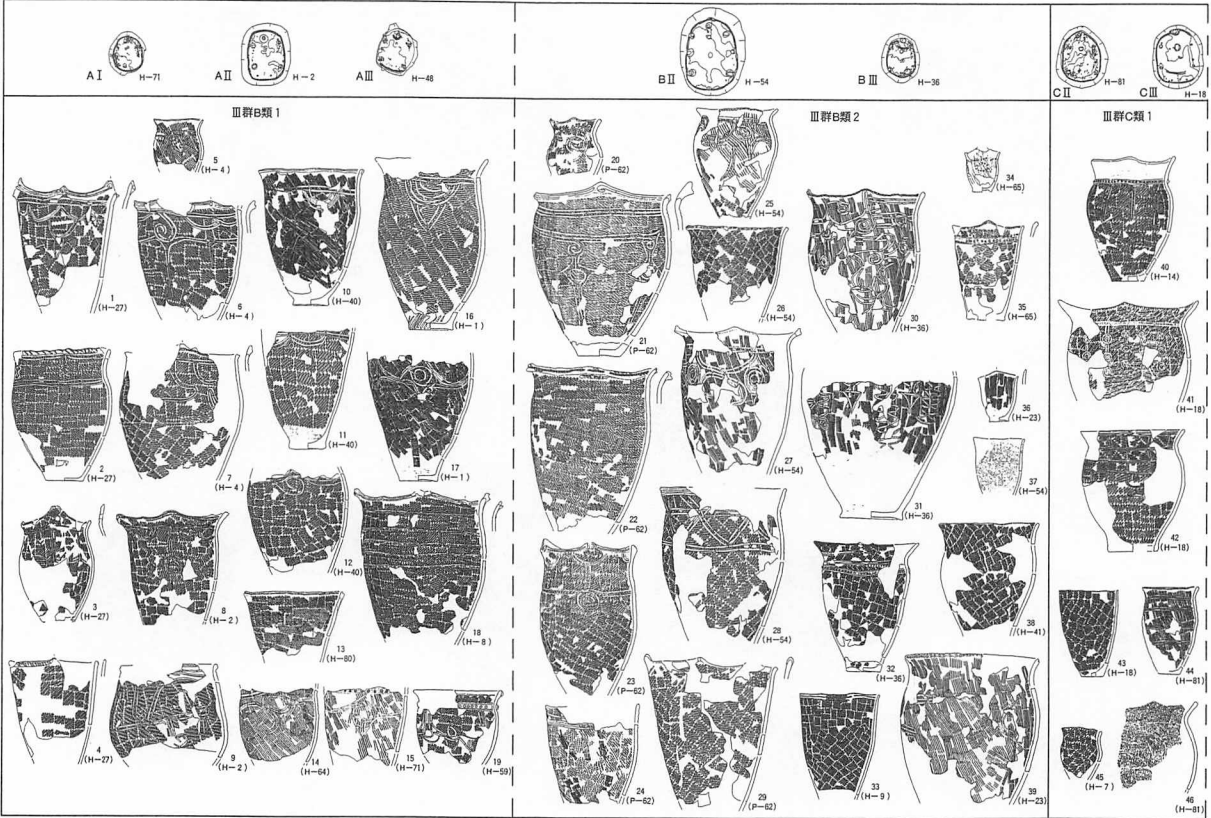 AⅠ H-71
AⅡ H-2
AⅢ H-48
BⅡ H-54
BⅢ H-36
CⅡ H-81
CⅢ H-18
Ⅲ群B類1
5
(H-4)
1
(H-27)
6
(H-4)
10
(H-40)
16
(H-1)
2
(H-27)
7
(H-4)
11
(H-40)
17
(H-1)
3
(H-27)
8
(H-2)
12
(H-40)
13
(H-80)
18
(H-8)
4
(H-27)
9
(H-2)
14
(H-64)
15
(H-71)
19
(H-59)
Ⅲ群B類2
20
(P-62)
25
(H-54)
34
(H-65)
21
(P-62)
26
(H-54)
30
(H-36)
35
(H-65)
22
(P-62)
27
(H-54)
31
(H-36)
36
(H-23)
37
(H-54)
23
(P-62)
28
(H-54)
32
(H-36)
38
(H-41)
24
(P-62)
29
(P-62)
33
(H-9)
39
(H-23)
Ⅲ群C類1
40
(H-14)
41
(H-18)
42
(H-18)
43
(H-18)
44
(H-81)
45
(H-7)
46
(H-81)